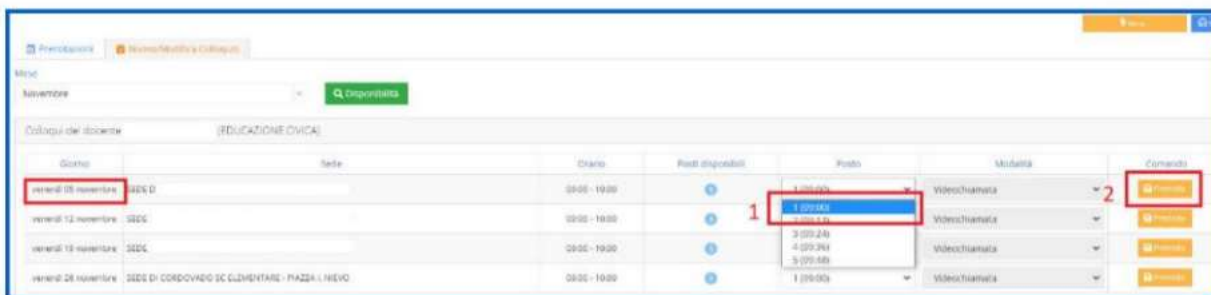 Prenotazioni Nuovo/Modifica Colloquio
Mese
Novembre Disponibilità
Colloqui del docente (EDUCAZIONE CIVICA)
Giorno Sede Orario Posti disponibili Posto Modalità Comando
venerdì 05 novembre SEDE D 09:00 - 10:00 1 (09:00) Videochiamata Prenota
1 1 (09:00) 2
venerdì 12 novembre SEDE 09:00 - 10:00 2 (09:12) Videochiamata Prenota
3 (09:24)
venerdì 19 novembre SEDE 09:00 - 10:00 4 (09:36) Videochiamata Prenota
5 (09:48)
venerdì 26 novembre SEDE DI CORDOVADO SC ELEMENTARE - PIAZZA I. NIEVO 09:00 - 10:00 1 (09:00) Videochiamata Prenota